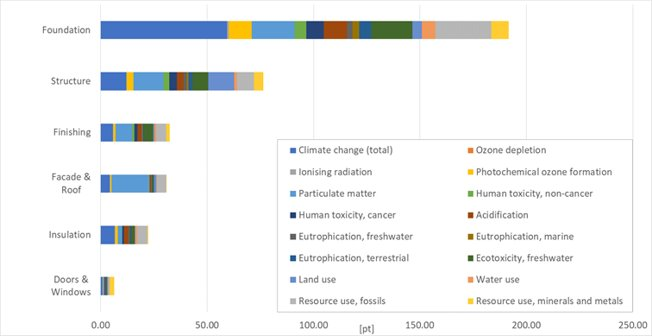 Foundation
Structure
Finishing
Facade &
Roof
Insulation
Doors &
Windows
Climate change (total)
Ozone depletion
Ionising radiation
Photochemical ozone formation
Particulate matter
Human toxicity, non-cancer
Human toxicity, cancer
Acidification
Eutrophication, freshwater
Eutrophication, marine
Eutrophication, terrestrial
Ecotoxicity, freshwater
Land use
Water use
Resource use, fossils
Resource use, minerals and metals
0.00 50.00 100.00 150.00 200.00 250.00
[pt]